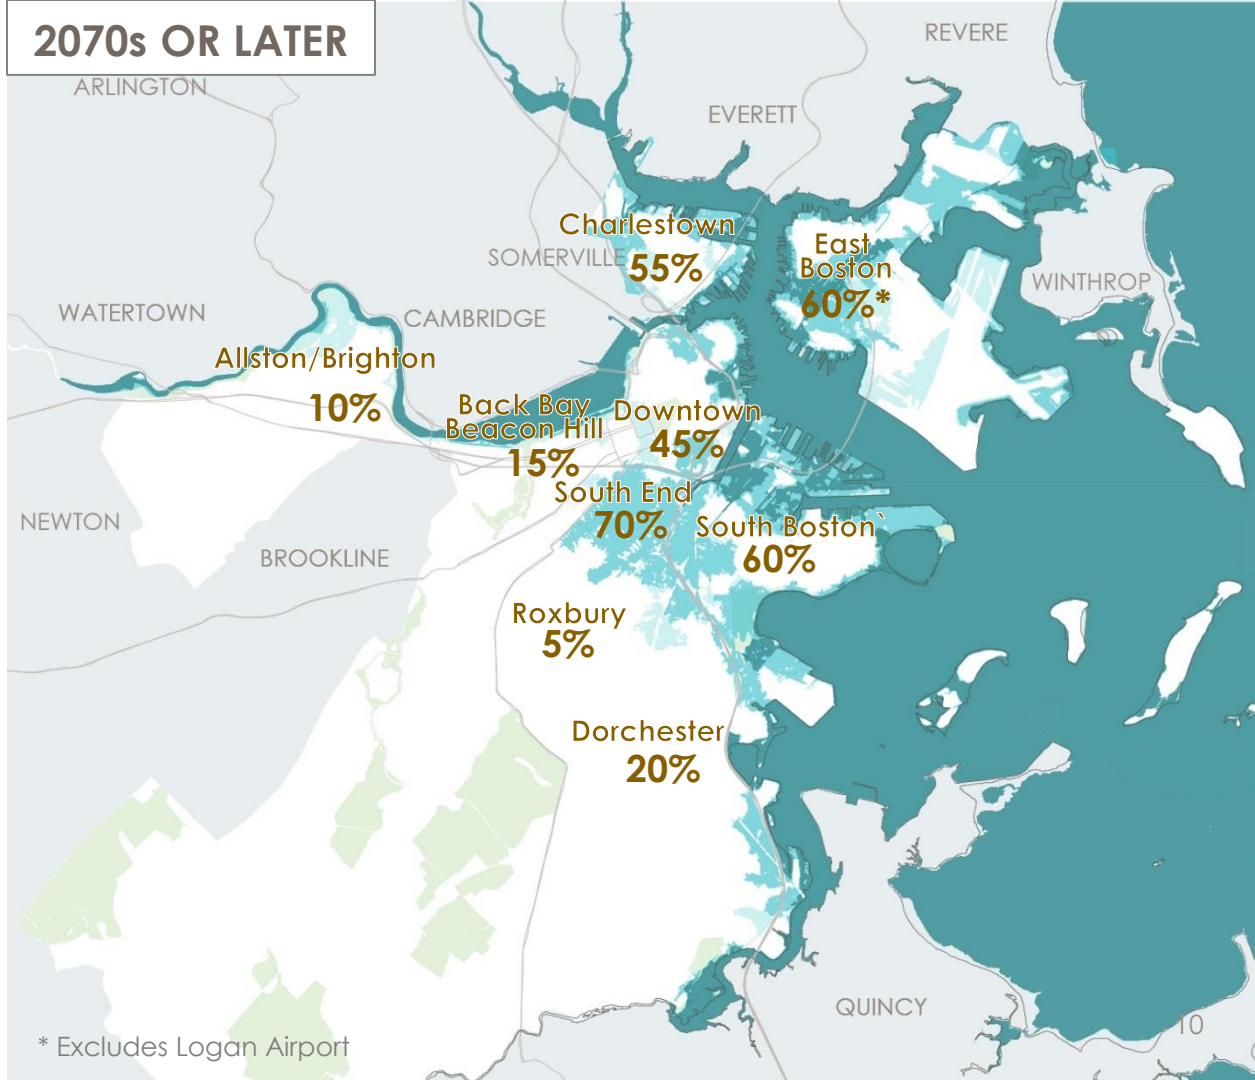 2070s OR LATER
REVERE
ARLINGTON
EVERETT
Charlestown
55%
SOMERVILLE
East
Boston
60%*
WINTHROP
WATERTOWN
CAMBRIDGE
Allston/Brighton
10%
Back Bay
Beacon Hill
15%
Downtown
45%
South End
70%
South Boston`
60%
NEWTON
BROOKLINE
Roxbury
5%
Dorchester
20%
QUINCY
10
* Excludes Logan Airport